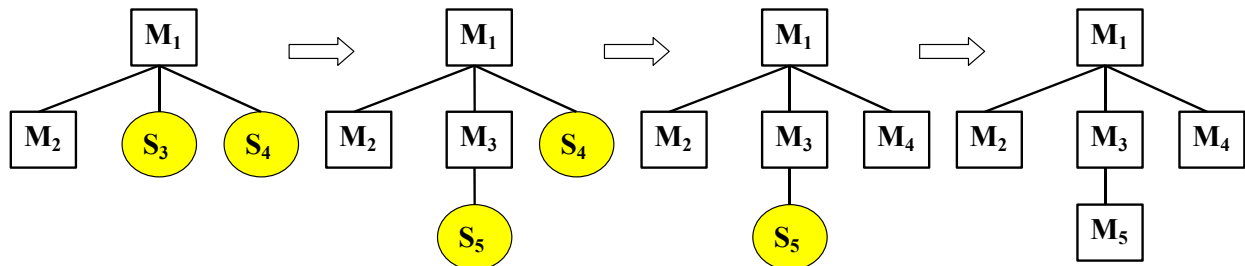 M₁ M₁ M₁ M₁
M₂ S₃ S₄ M₂ M₃ S₄ M₂ M₃ M₄ M₂ M₃ M₄
S₅ S₅ M₅